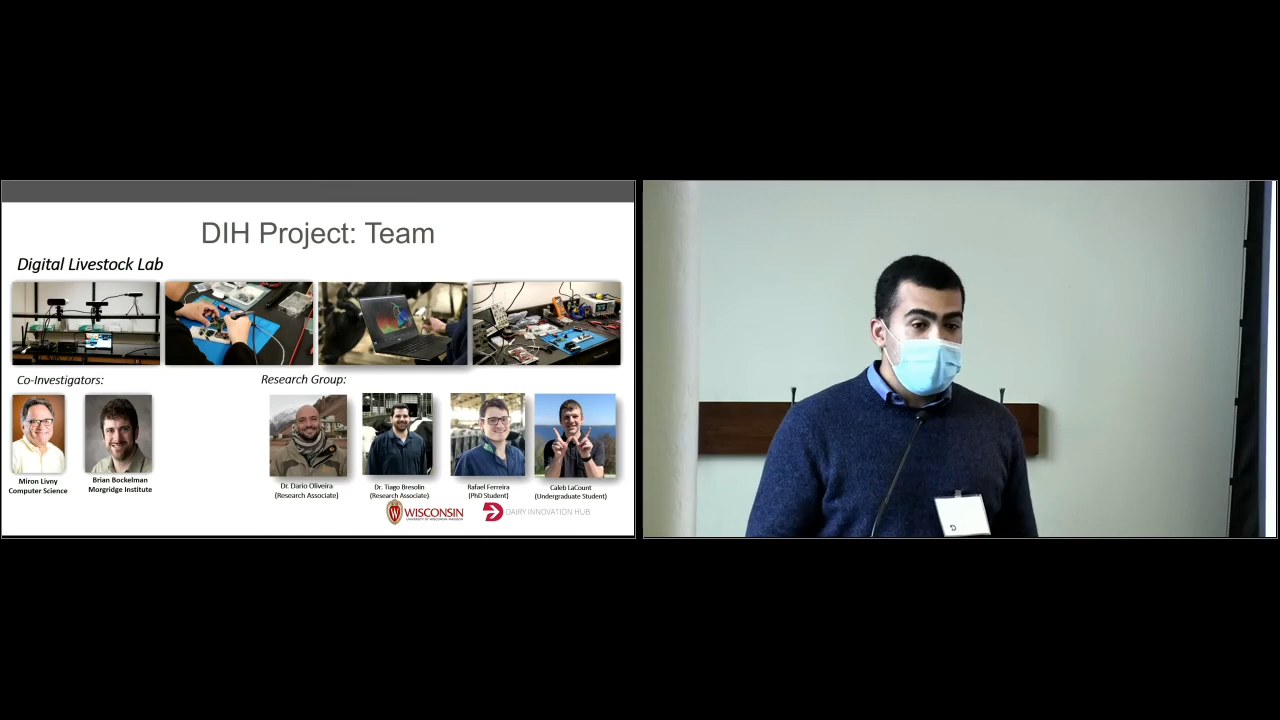 DIH Project: Team
Digital Livestock Lab
Co-Investigators:
Research Group:
Miron Livny
Computer Science
Brian Bockelman
Morgridge Institute
Dr. Dario Oliveira
(Research Associate)
Dr. Tiago Bresolin
(Research Associate)
Rafael Ferreira
(PhD Student)
Caleb LaCount
(Undergraduate Student)
WISCONSIN
UNIVERSITY OF WISCONSIN-MADISON
DAIRY INNOVATION HUB